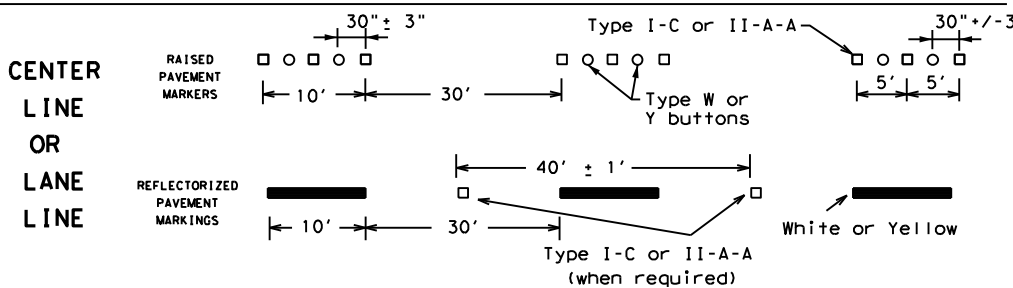 CENTER
LINE
OR
LANE
LINE
RAISED
PAVEMENT
MARKERS
30"± 3"
10'
30'
Type I-C or II-A-A
Type W or
Y buttons
30"+/-3
5'
5'
REFLECTORIZED
PAVEMENT
MARKINGS
40' ± 1'
10'
30'
Type I-C or II-A-A
(when required)
White or Yellow